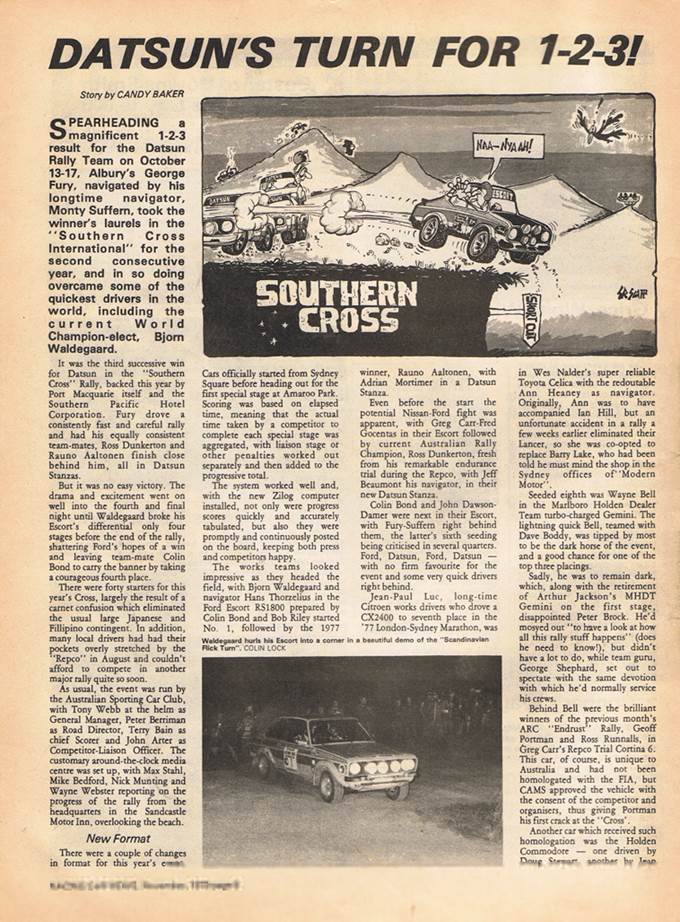 DATSUN'S TURN FOR 1-2-3!
Story by CANDY BAKER
SPEARHEADING a
magnificent 1-2-3
result for the Datsun
Rally Team on October
13-17, Albury's George
Fury, navigated by his
longtime navigator,
Monty Suffern, took the
winner's laurels in the
"Southern Cross
International" for the
second consecutive
year, and in so doing
overcame some of the
quickest drivers in the
world, including the
current World
Champion-elect, Bjorn
Waldegaard.
It was the third successive win
for Datsun in the "Southern
Cross" Rally, backed this year by
Port Macquarie itself and the
Southern Pacific Hotel
Corporation. Fury drove a
conistently fast and careful rally
and had his equally consistent
team-mates, Ross Dunkerton and
Rauno Aaltonen finish close
behind him, all in Datsun
Stanzas.
But it was no easy victory. The
drama and excitement went on
well into the fourth and final
night until Waldegaard broke his
Escort's differential only four
stages before the end of the rally,
shattering Ford's hopes of a win
and leaving team-mate Colin
Bond to carry the banner by taking
a courageous fourth place.
There were forty starters for this
year's Cross, largely the result of a
carnet confusion which eliminated
the usual large Japanese and
Fillipino contingent. In addition,
many local drivers had had their
pockets overly stretched by the
"Repco" in August and couldn't
afford to compete in another
major rally quite so soon.
As usual, the event was run by
the Australian Sporting Car Club,
with Tony Webb at the helm as
General Manager, Peter Berriman
as Road Director, Terry Bain as
chief Scorer and John Arter as
Competitor-Liaison Officer. The
customary around-the-clock media
centre was set up, with Max Stahl,
Mike Bedford, Nick Munting and
Wayne Webster reporting on the
progress of the rally from the
headquarters in the Sandcastle
Motor Inn, overlooking the beach.
New Format
There were a couple of changes
in format for this year's event.
NAA-NYAAH!
DATSUN
ESCORT
SOUTHERN
CROSS
SHORT CUT
Cars officially started from Sydney
Square before heading out for the
first special stage at Amaroo Park.
Scoring was based on elapsed
time, meaning that the actual
time taken by a competitor to
complete each special stage was
aggregated, with liaison stage or
other penalties worked out
separately and then added to the
progressive total.
The system worked well and,
with the new Zilog computer
installed, not only were progress
scores quickly and accurately
tabulated, but also they were
promptly and continuously posted
on the board, keeping both press
and competitors happy.
The works teams looked
impressive as they headed the
field, with Bjorn Waldegaard and
navigator Hans Thorzelius in the
Ford Escort RS1800 prepared by
Colin Bond and Bob Riley started
No. 1, followed by the 1977
winner, Rauno Aaltonen, with
Adrian Mortimer in a Datsun
Stanza.
Even before the start the
potential Nissan-Ford fight was
apparent, with Greg Carr-Fred
Gocentas in their Escort followed
by current Australian Rally
Champion, Ross Dunkerton, fresh
from his remarkable endurance
trial during the Repco, with Jeff
Beaumont his navigator, in their
new Datsun Stanza.
Colin Bond and John Dawson-
Damer were next in their Escort,
with Fury-Suffern right behind
them, the latter's sixth seeding
being criticised in several quarters.
Ford, Datsun, Ford, Datsun —
with no firm favourite for the
event and some very quick drivers
right behind.
Jean-Paul Luc, long-time
Citroen works driver who drove a
CX2400 to seventh place in the
'77 London-Sydney Marathon, was
Waldegaard hurls his Escort into a corner in a beautiful demo of the "Scandinavian
Flick Turn". COLIN LOCK
in Wes Nalder's super reliable
Toyota Celica with the redoutable
Ann Heaney as navigator.
Originally, Ann was to have
accompanied Ian Hill, but an
unfortunate accident in a rally a
few weeks earlier eliminated their
Lancer, so she was co-opted to
replace Barry Lake, who had been
told he must mind the shop in the
Sydney offices of "Modern
Motor".
Seeded eighth was Wayne Bell
in the Marlboro Holden Dealer
Team turbo-charged Gemini. The
lightning quick Bell, teamed with
Dave Boddy, was tipped by most
to be the dark horse of the event,
and a good chance for one of the
top three placings.
Sadly, he was to remain dark,
which, along with the retirement
of Arthur Jackson's MHDT
Gemini on the first stage,
disappointed Peter Brock. He'd
mosyed out "to have a look at how
all this rally stuff happens" (does
he need to know!), but didn't
have a lot to do, while team guru,
George Shephard, set out to
spectate with the same devotion
with which he'd normally service
his crews.
Behind Bell were the brilliant
winners of the previous month's
ARC "Endrust" Rally, Geoff
Portman and Ross Runnalls, in
Greg Carr's Repco Trial Cortina 6.
This car, of course, is unique to
Australia and had not been
homologated with the FIA, but
CAMS approved the vehicle with
the consent of the competitor and
organisers, thus giving Portman
his first crack at the "Cross'.
Another car which received such
homologation was the Holden
Commodore — one driven by
Doug Stewart, another by Jean